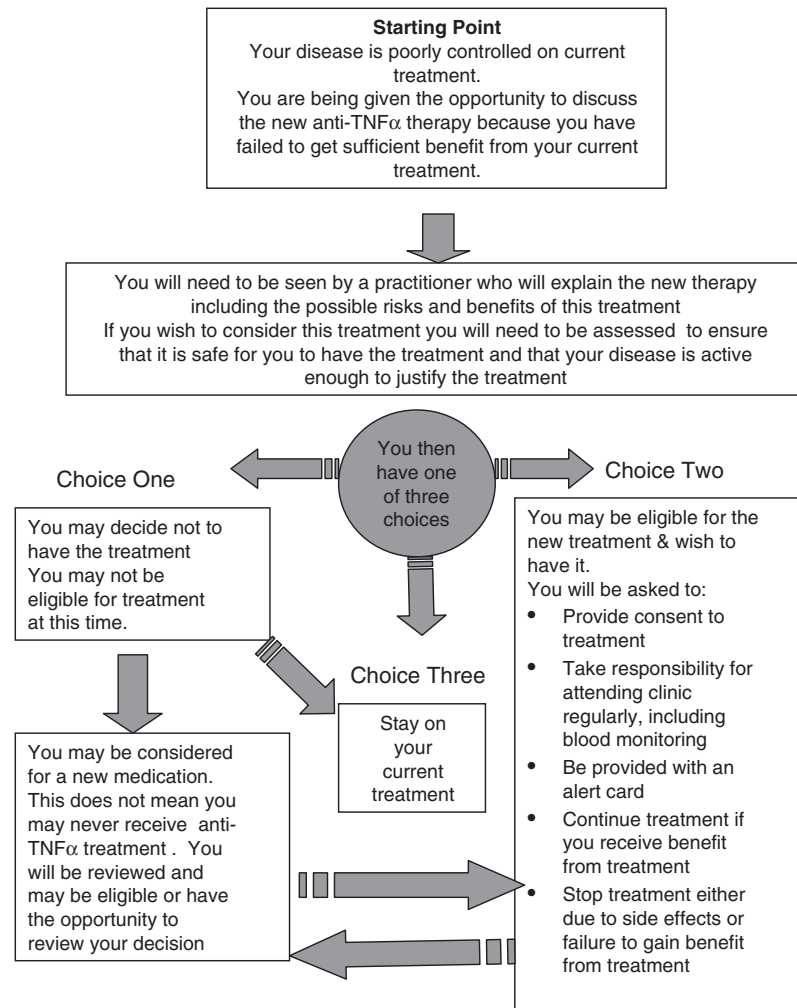 Starting Point
Your disease is poorly controlled on current
treatment.
You are being given the opportunity to discuss
the new anti-TNFα therapy because you have
failed to get sufficient benefit from your current
treatment.
You will need to be seen by a practitioner who will explain the new therapy
including the possible risks and benefits of this treatment
If you wish to consider this treatment you will need to be assessed to ensure
that it is safe for you to have the treatment and that your disease is active
enough to justify the treatment
You then
have one
of three
choices
Choice One
You may decide not to
have the treatment
You may not be
eligible for treatment
at this time.
Choice Two
You may be eligible for the
new treatment & wish to
have it.
You will be asked to:
• Provide consent to
treatment
• Take responsibility for
attending clinic
regularly, including
blood monitoring
• Be provided with an
alert card
• Continue treatment if
you receive benefit
from treatment
• Stop treatment either
due to side effects or
failure to gain benefit
from treatment
Choice Three
Stay on
your
current
treatment
You may be considered
for a new medication.
This does not mean you
may never receive anti-
TNFα treatment . You
will be reviewed and
may be eligible or have
the opportunity to
review your decision